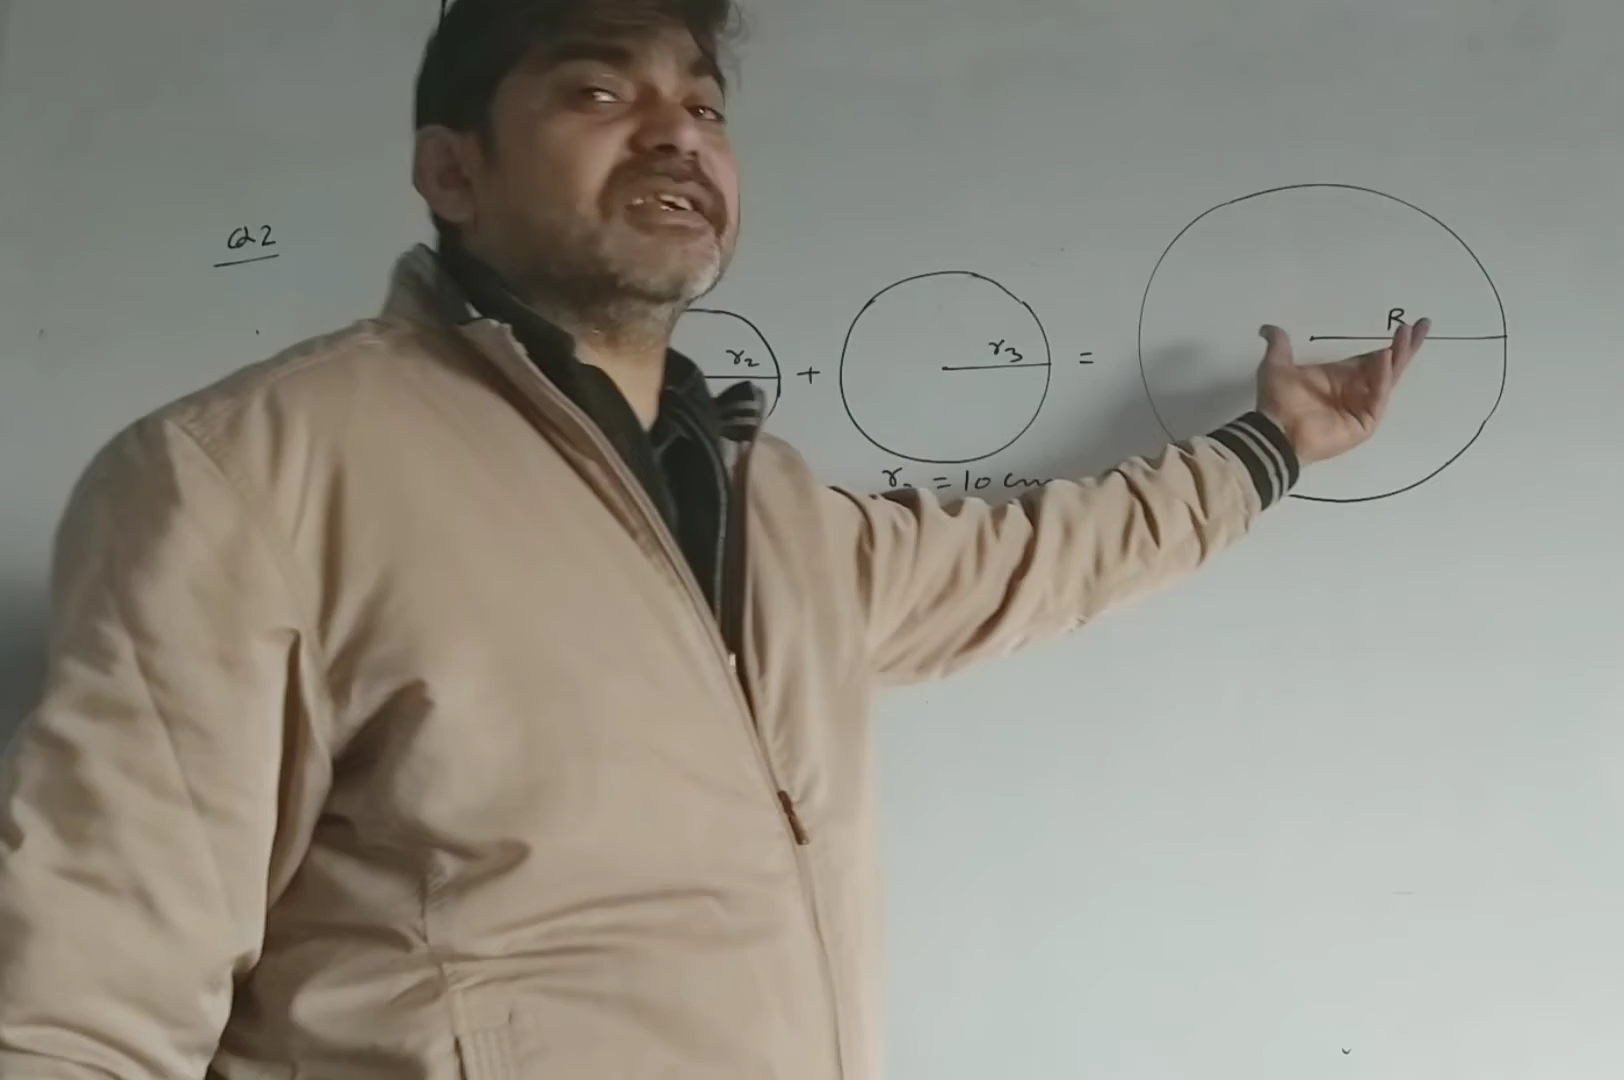 Q2
r2 + r3 = R
r3 = 10 cm